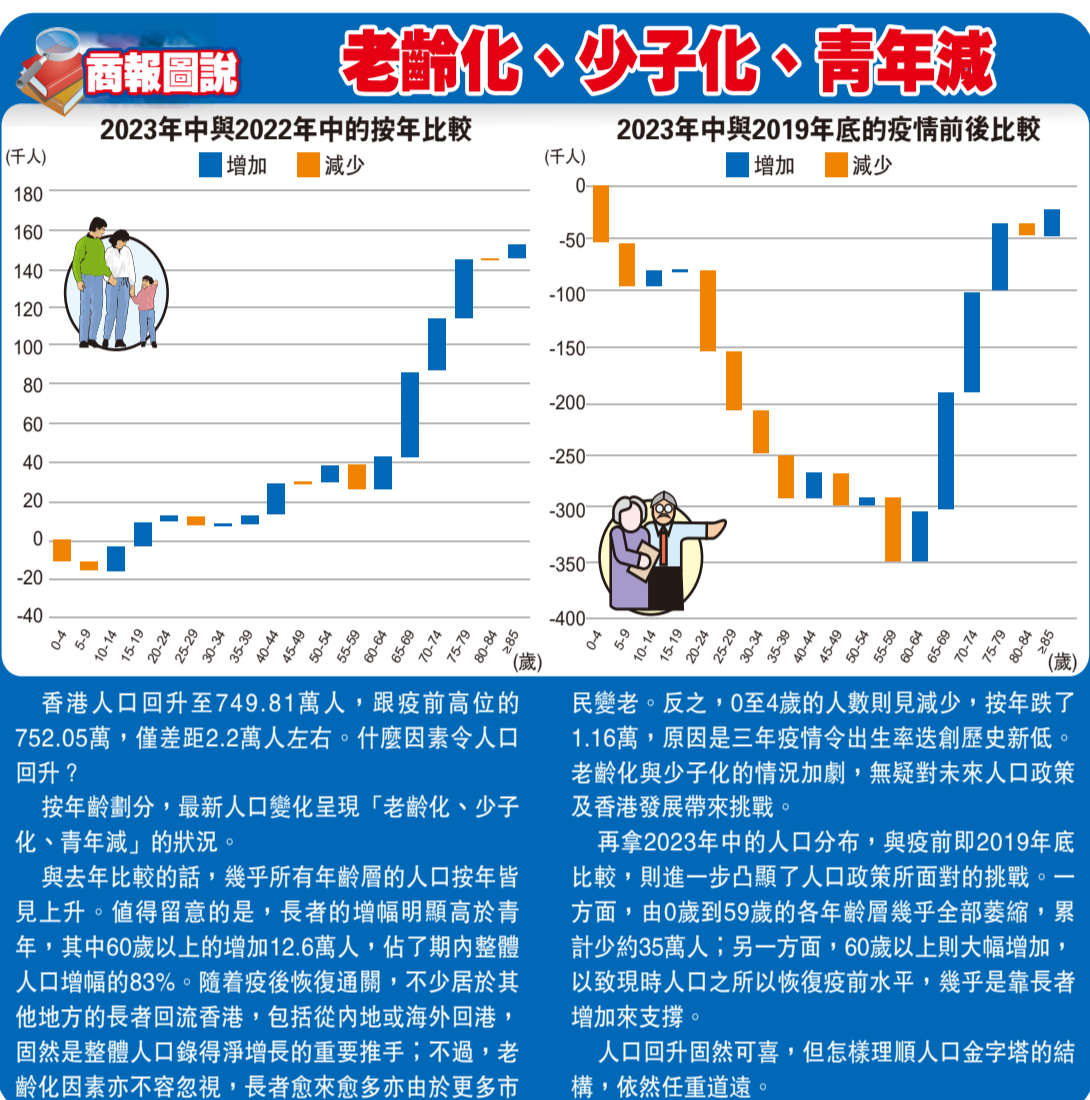 商報圖說
老齡化、少子化、青年減
2023年中與2022年中的按年比較
(千人)
增加
減少
180
160
140
120
100
80
60
40
20
0
-20
-40
0-4
5-9
10-14
15-19
20-24
25-29
30-34
35-39
40-44
45-49
50-54
55-59
60-64
65-69
70-74
75-79
80-84
≥85
(歲)
2023年中與2019年底的疫情前後比較
(千人)
增加
減少
0
-50
-100
-150
-200
-250
-300
-350
-400
0-4
5-9
10-14
15-19
20-24
25-29
30-34
35-39
40-44
45-49
50-54
55-59
60-64
65-69
70-74
75-79
80-84
≥85
(歲)
香港人口回升至749.81萬人，跟疫前高位的
752.05萬，僅差距2.2萬人左右。什麼因素令人口
回升？
按年齡劃分，最新人口變化呈現「老齡化、少子
化、青年減」的狀況。
與去年比較的話，幾乎所有年齡層的人口按年皆
見上升。值得留意的是，長者的增幅明顯高於青
年，其中60歲以上的增加12.6萬人，佔了期內整體
人口增幅的83%。隨着疫後恢復通關，不少居於其
他地方的長者回流香港，包括從內地或海外回港，
固然是整體人口錄得淨增長的重要推手；不過，老
齡化因素亦不容忽視，長者愈來愈多亦由於更多市
民變老。反之，0至4歲的人數則見減少，按年跌了
1.16萬，原因是三年疫情令出生率迭創歷史新低。
老齡化與少子化的情況加劇，無疑對未來人口政策
及香港發展帶來挑戰。
再拿2023年中的人口分布，與疫前即2019年底
比較，則進一步凸顯了人口政策所面對的挑戰。一
方面，由0歲到59歲的各年齡層幾乎全部萎縮，累
計少約35萬人；另一方面，60歲以上則大幅增加，
以致現時人口之所以恢復疫前水平，幾乎是靠長者
增加來支撐。
人口回升固然可喜，但怎樣理順人口金字塔的結
構，依然任重道遠。